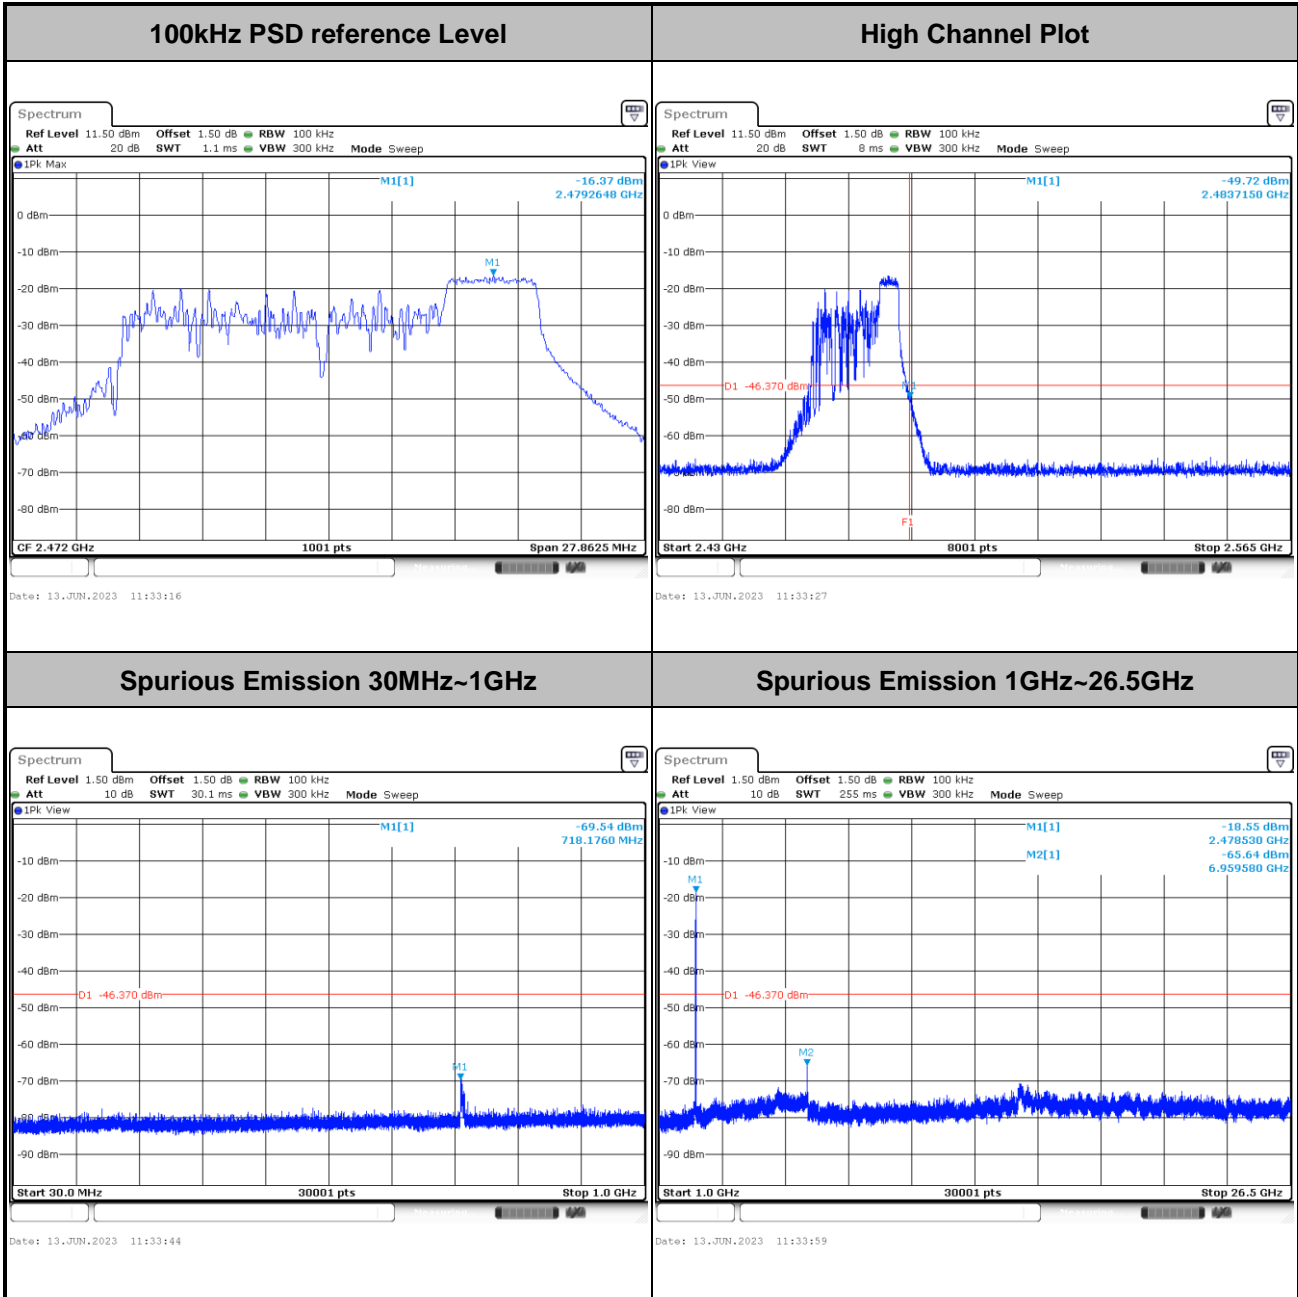 100kHz PSD reference Level
High Channel Plot
Spectrum
Ref Level 11.50 dBm Offset 1.50 dB RBW 100 kHz
Att 20 dB SWT 1.1 ms VBW 300 kHz Mode Sweep
1Pk Max
M1[1] -16.37 dBm
2.4792648 GHz
0 dBm
M1
-10 dBm
-20 dBm
-30 dBm
-40 dBm
-50 dBm
-60 dBm
-70 dBm
-80 dBm
CF 2.472 GHz 1001 pts Span 27.8625 MHz
Date: 13.JUN.2023 11:33:16
Spectrum
Ref Level 11.50 dBm Offset 1.50 dB RBW 100 kHz
Att 20 dB SWT 8 ms VBW 300 kHz Mode Sweep
1Pk View
M1[1] -49.72 dBm
2.4837150 GHz
0 dBm
-10 dBm
-20 dBm
-30 dBm
-40 dBm
D1 -46.370 dBm
M1
-50 dBm
-60 dBm
-70 dBm
-80 dBm
F1
Start 2.43 GHz 8001 pts Stop 2.565 GHz
Date: 13.JUN.2023 11:33:27
Spurious Emission 30MHz~1GHz
Spurious Emission 1GHz~26.5GHz
Spectrum
Ref Level 1.50 dBm Offset 1.50 dB RBW 100 kHz
Att 10 dB SWT 30.1 ms VBW 300 kHz Mode Sweep
1Pk View
M1[1] -69.54 dBm
718.1760 MHz
-10 dBm
-20 dBm
-30 dBm
-40 dBm
D1 -46.370 dBm
-50 dBm
-60 dBm
M1
-70 dBm
-80 dBm
-90 dBm
Start 30.0 MHz 30001 pts Stop 1.0 GHz
Date: 13.JUN.2023 11:33:44
Spectrum
Ref Level 1.50 dBm Offset 1.50 dB RBW 100 kHz
Att 10 dB SWT 255 ms VBW 300 kHz Mode Sweep
1Pk View
M1[1] -18.55 dBm
2.478530 GHz
M2[1] -65.64 dBm
6.959580 GHz
-10 dBm
M1
-20 dBm
-30 dBm
-40 dBm
D1 -46.370 dBm
-50 dBm
-60 dBm
M2
-70 dBm
-80 dBm
-90 dBm
Start 1.0 GHz 30001 pts Stop 26.5 GHz
Date: 13.JUN.2023 11:33:59